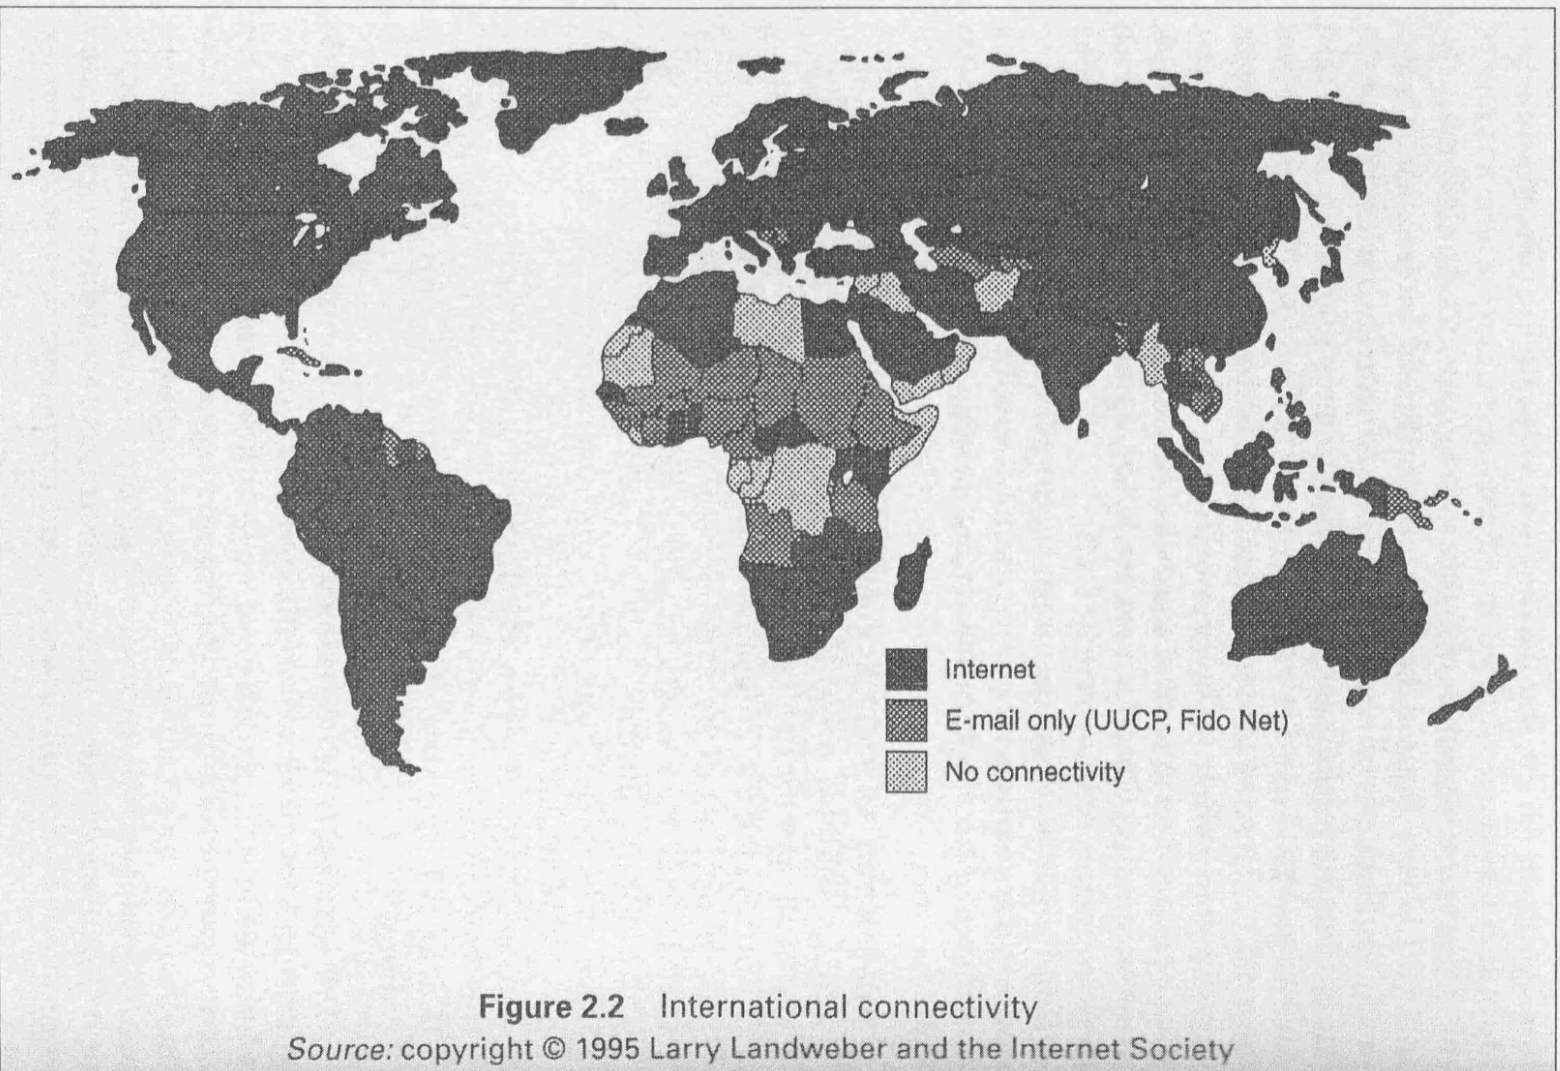 Internet
E-mail only (UUCP, Fido Net)
No connectivity
Figure 2.2 International connectivity
Source: copyright © 1995 Larry Landweber and the Internet Society